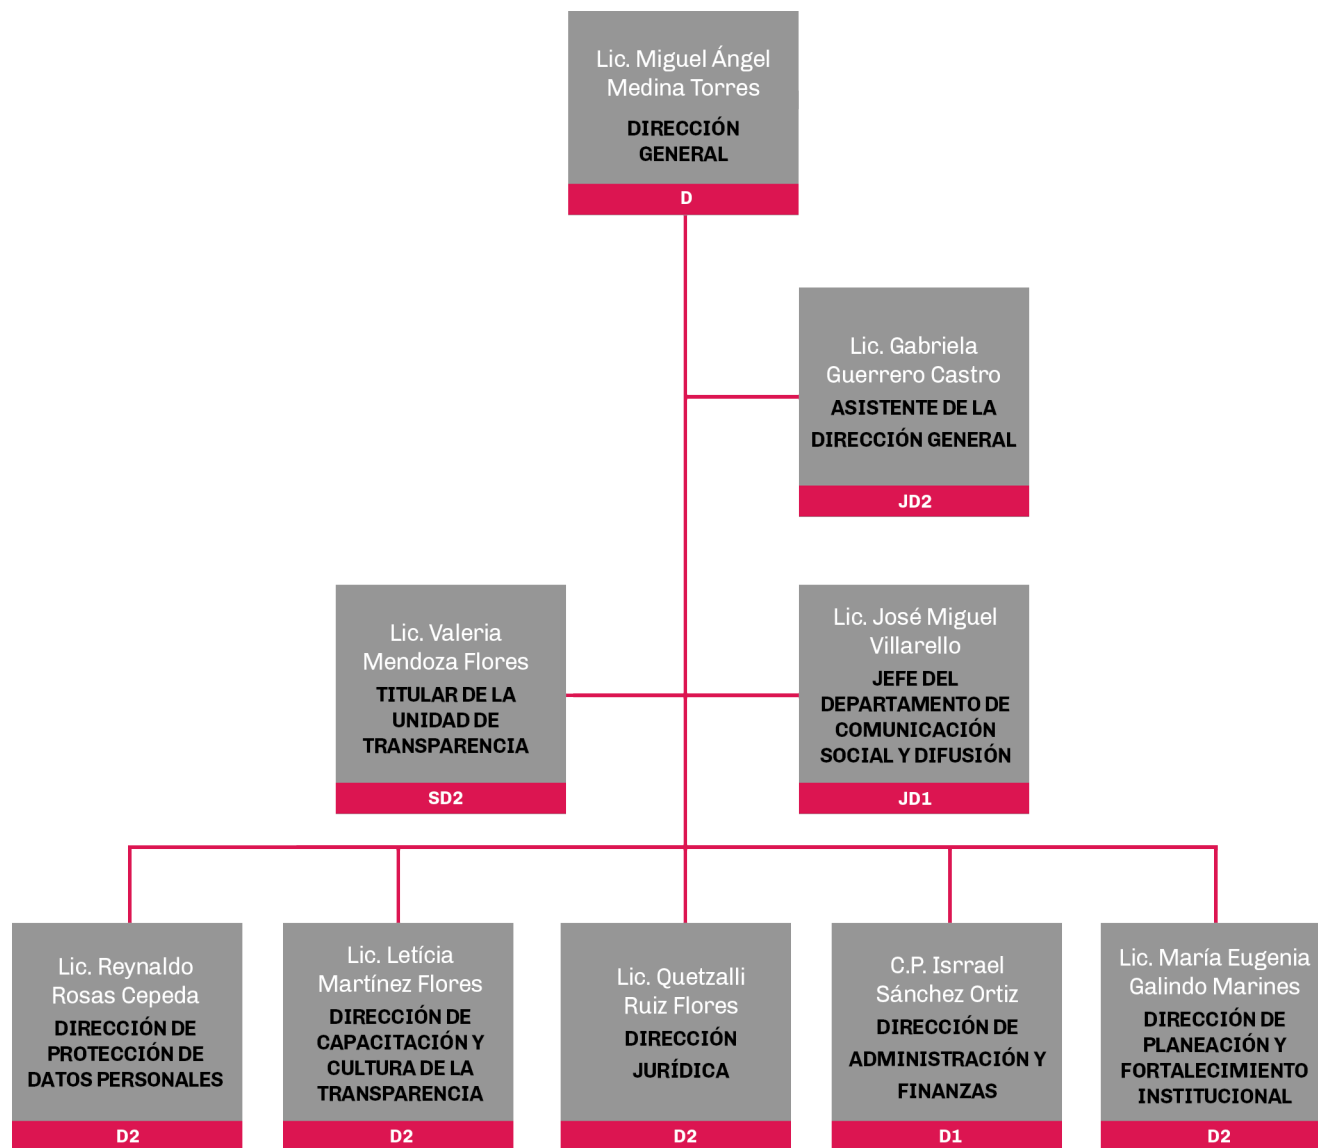 Lic. Miguel Ángel
Medina Torres
DIRECCIÓN
GENERAL
D
Lic. Gabriela
Guerrero Castro
ASISTENTE DE LA
DIRECCIÓN GENERAL
JD2
Lic. Valeria
Mendoza Flores
TITULAR DE LA
UNIDAD DE
TRANSPARENCIA
SD2
Lic. José Miguel
Villarello
JEFE DEL
DEPARTAMENTO DE
COMUNICACIÓN
SOCIAL Y DIFUSIÓN
JD1
Lic. Reynaldo
Rosas Cepeda
DIRECCIÓN DE
PROTECCIÓN DE
DATOS PERSONALES
D2
Lic. Letícia
Martínez Flores
DIRECCIÓN DE
CAPACITACIÓN Y
CULTURA DE LA
TRANSPARENCIA
D2
Lic. Quetzalli
Ruiz Flores
DIRECCIÓN
JURÍDICA
D2
C.P. Isrrael
Sánchez Ortiz
DIRECCIÓN DE
ADMINISTRACIÓN Y
FINANZAS
D1
Lic. María Eugenia
Galindo Marines
DIRECCIÓN DE
PLANEACIÓN Y
FORTALECIMIENTO
INSTITUCIONAL
D2